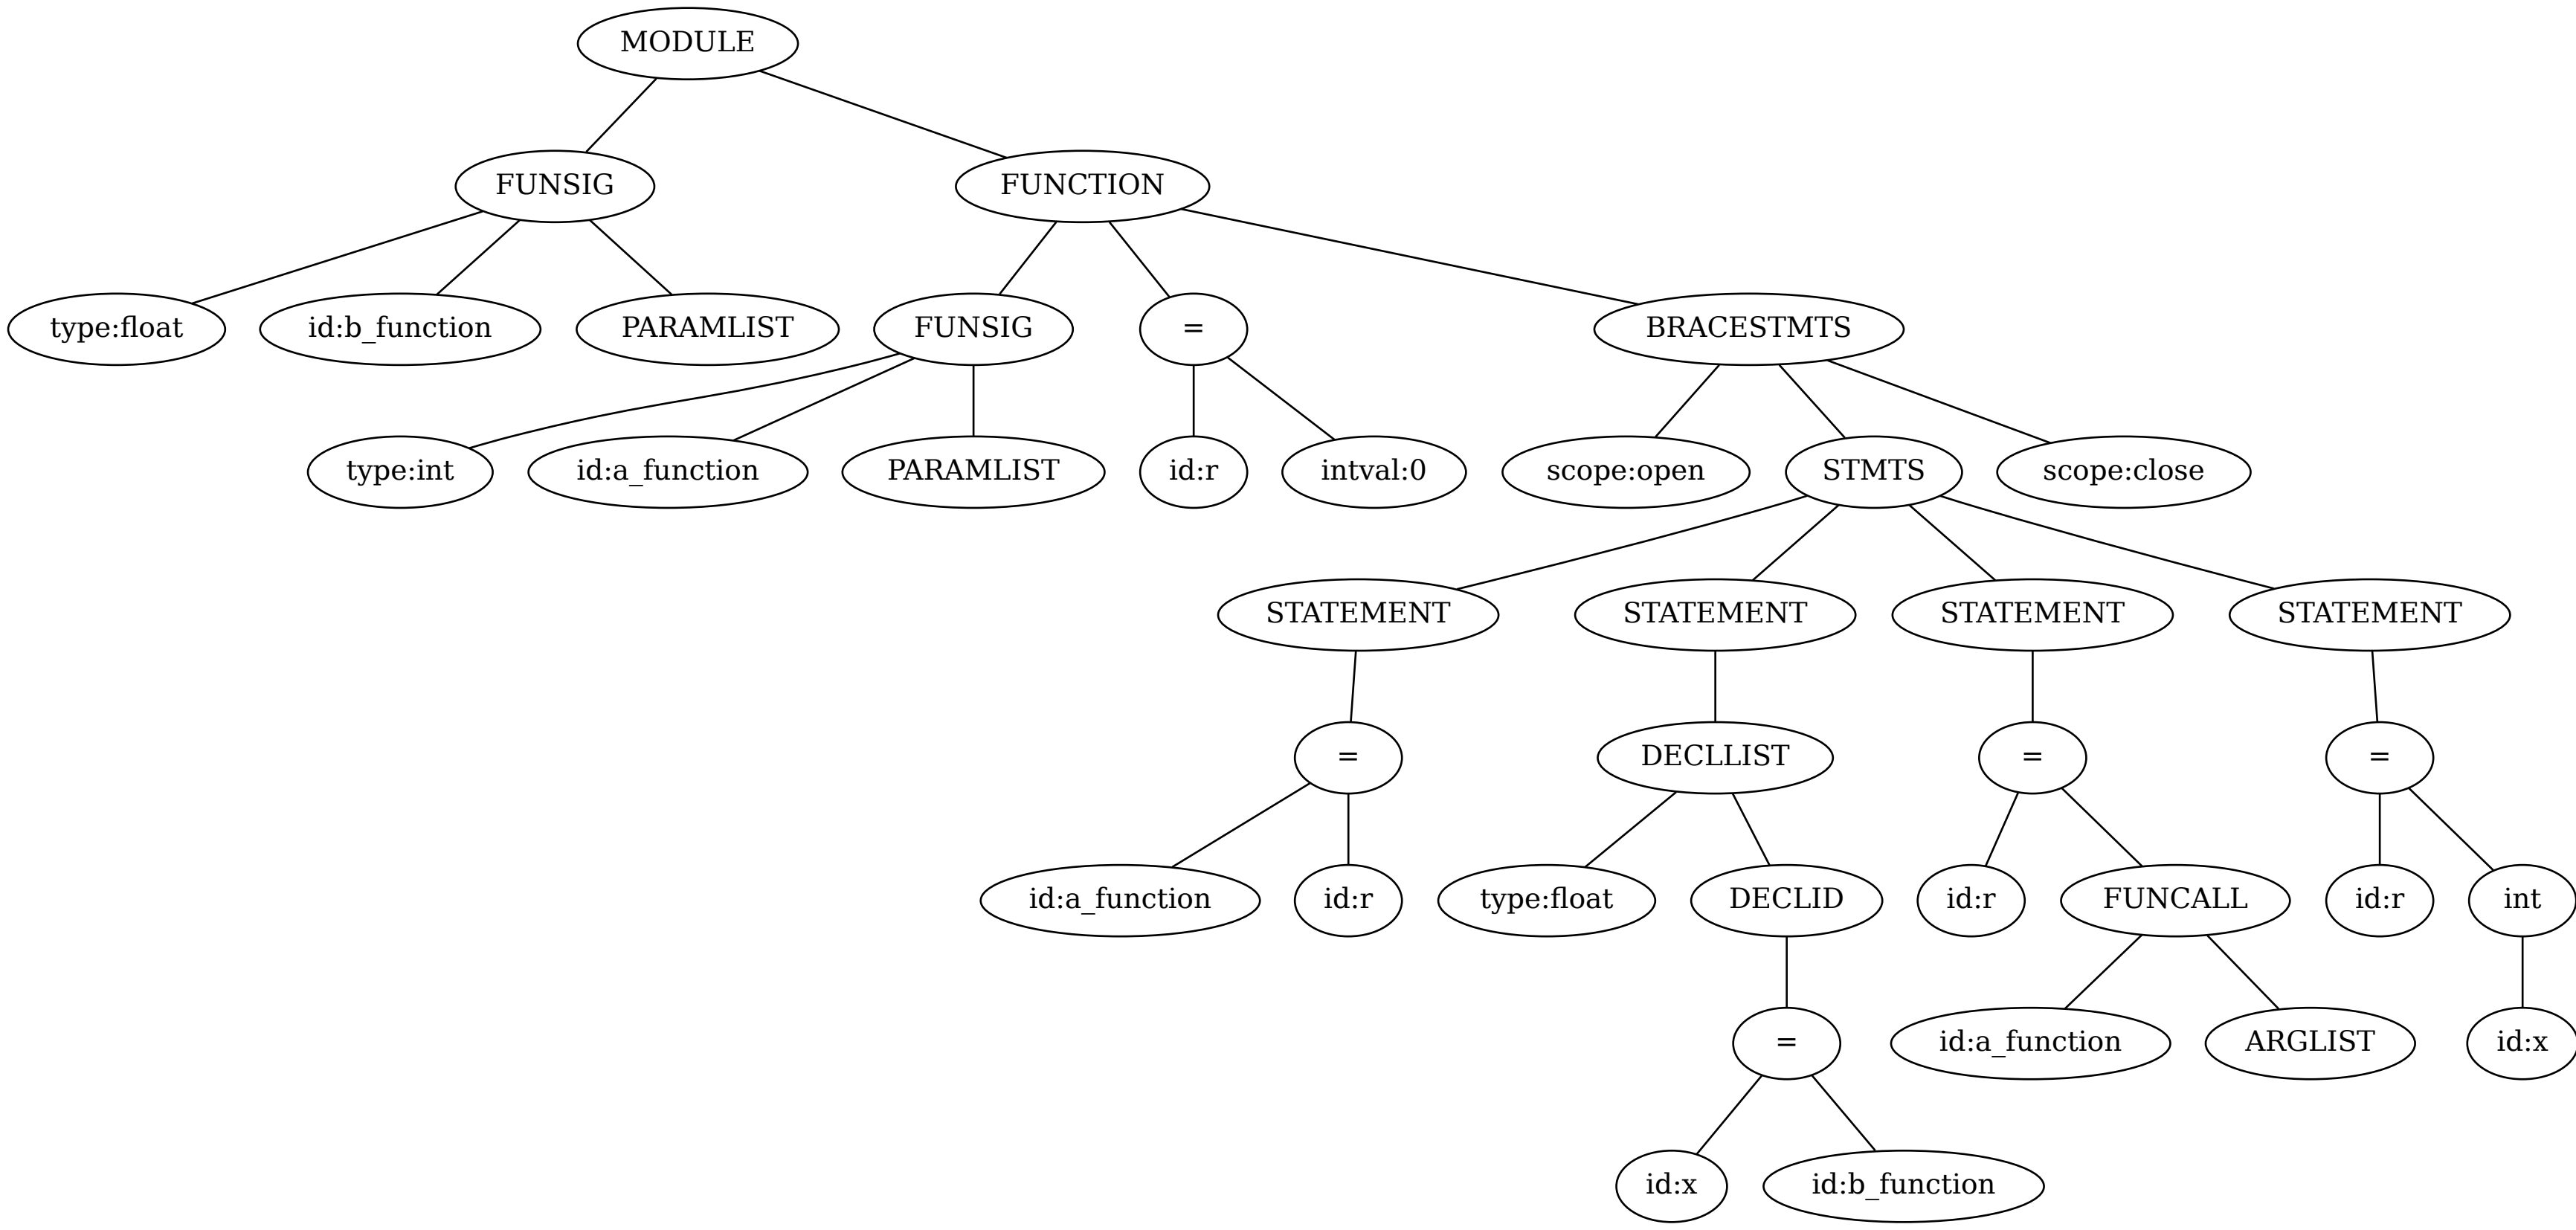 MODULE
FUNSIG FUNCTION
type:float id:b_function PARAMLIST FUNSIG = BRACESTMTS
type:int id:a_function PARAMLIST id:r intval:0 scope:open STMTS scope:close
STATEMENT STATEMENT STATEMENT STATEMENT
= DECLLIST = =
id:a_function id:r type:float DECLID id:r FUNCALL id:r int
= id:a_function ARGLIST id:x
id:x id:b_function